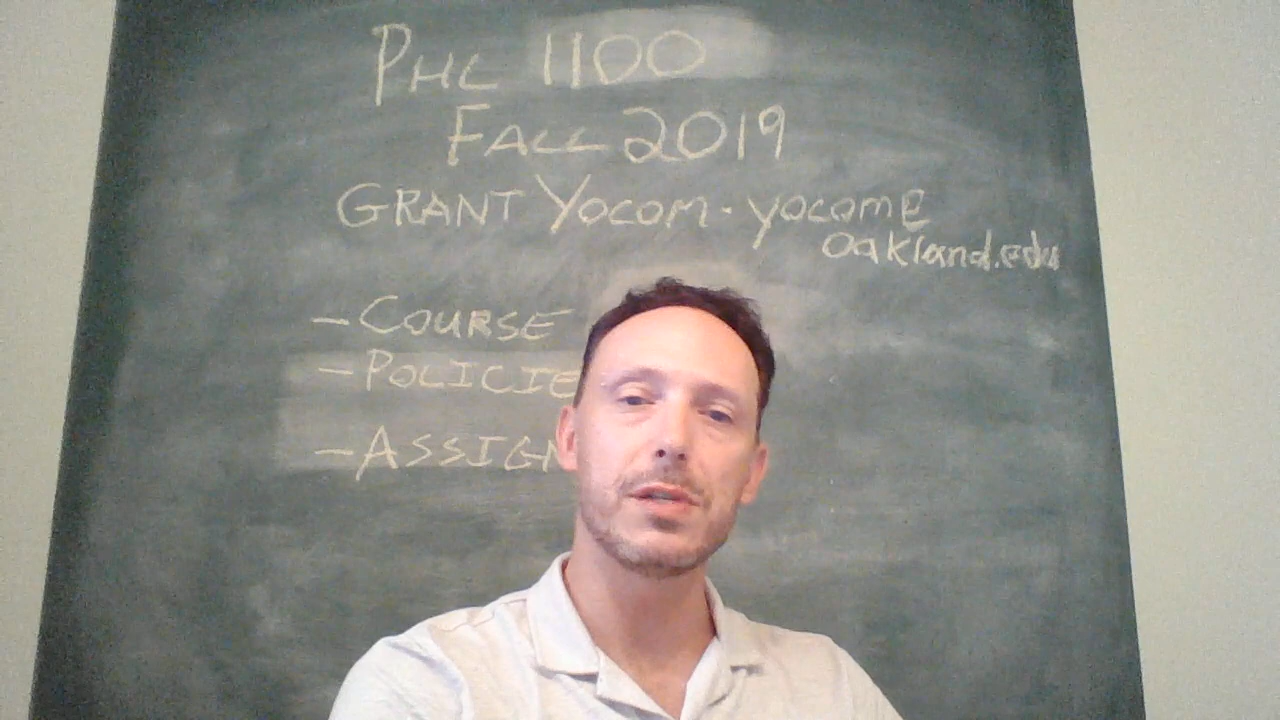 PHL 1100
FALL 2019
GRANT YOCOM - yocom@
oakland.edu
- COURSE
- POLICIE
- ASSIGN